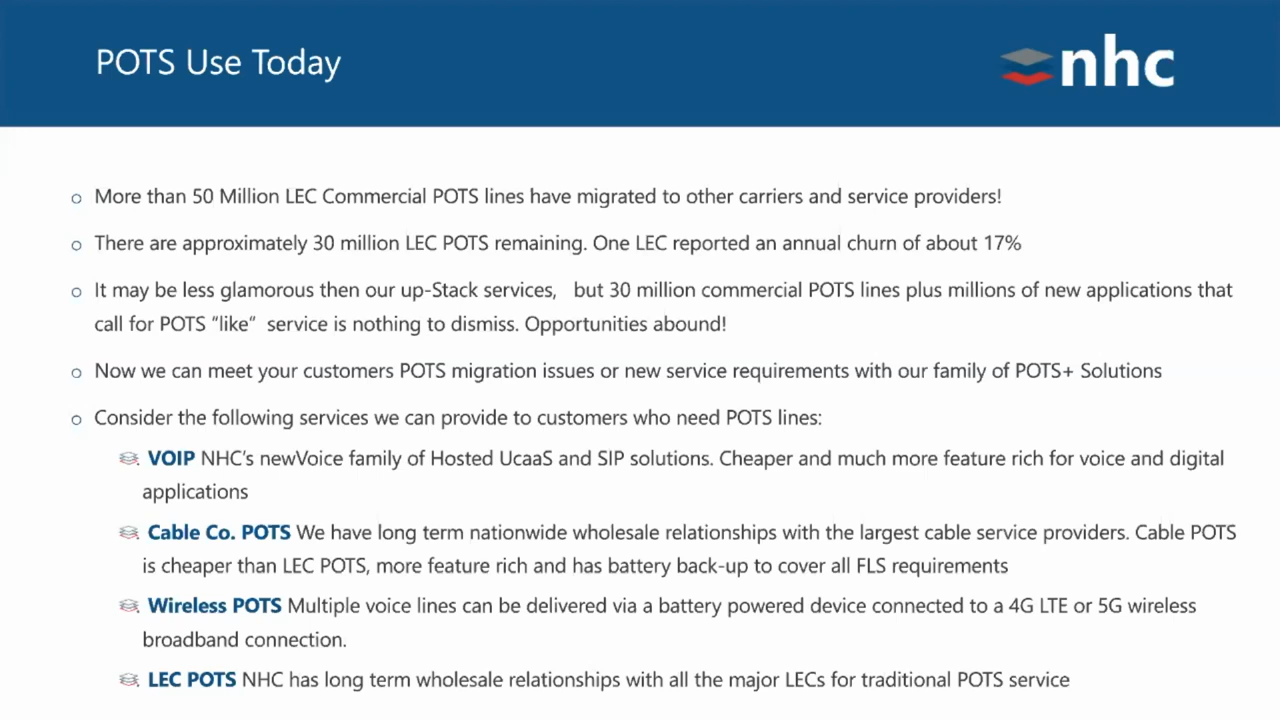 POTS Use Today
nhc
More than 50 Million LEC Commercial POTS lines have migrated to other carriers and service providers!
There are approximately 30 million LEC POTS remaining. One LEC reported an annual churn of about 17%
It may be less glamorous then our up-Stack services, but 30 million commercial POTS lines plus millions of new applications that
call for POTS “like” service is nothing to dismiss. Opportunities abound!
Now we can meet your customers POTS migration issues or new service requirements with our family of POTS+ Solutions
Consider the following services we can provide to customers who need POTS lines:
VOIP NHC’s newVoice family of Hosted UcaaS and SIP solutions. Cheaper and much more feature rich for voice and digital
applications
Cable Co. POTS We have long term nationwide wholesale relationships with the largest cable service providers. Cable POTS
is cheaper than LEC POTS, more feature rich and has battery back-up to cover all FLS requirements
Wireless POTS Multiple voice lines can be delivered via a battery powered device connected to a 4G LTE or 5G wireless
broadband connection.
LEC POTS NHC has long term wholesale relationships with all the major LECs for traditional POTS service